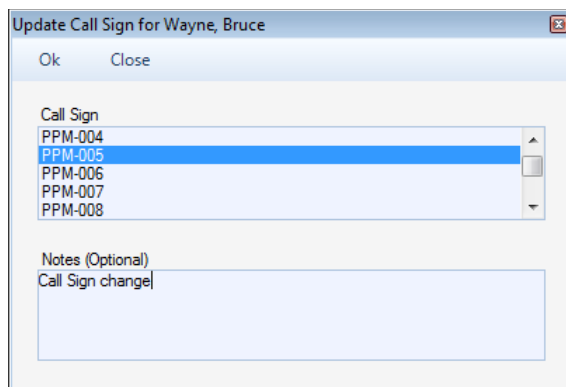 Update Call Sign for Wayne, Bruce
Ok Close
Call Sign
PPM-004
PPM-005
PPM-006
PPM-007
PPM-008
Notes (Optional)
Call Sign change